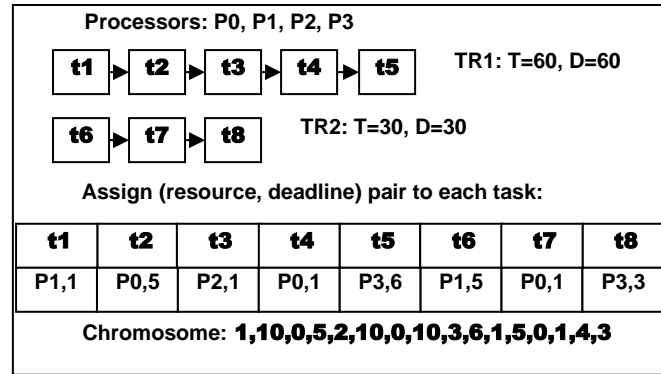 Processors: P0, P1, P2, P3
t1 t2 t3 t4 t5 TR1: T=60, D=60
t6 t7 t8 TR2: T=30, D=30
Assign (resource, deadline) pair to each task:
t1 t2 t3 t4 t5 t6 t7 t8
P1,1 P0,5 P2,1 P0,1 P3,6 P1,5 P0,1 P3,3
Chromosome: 1,10,0,5,2,10,0,10,3,6,1,5,0,1,4,3